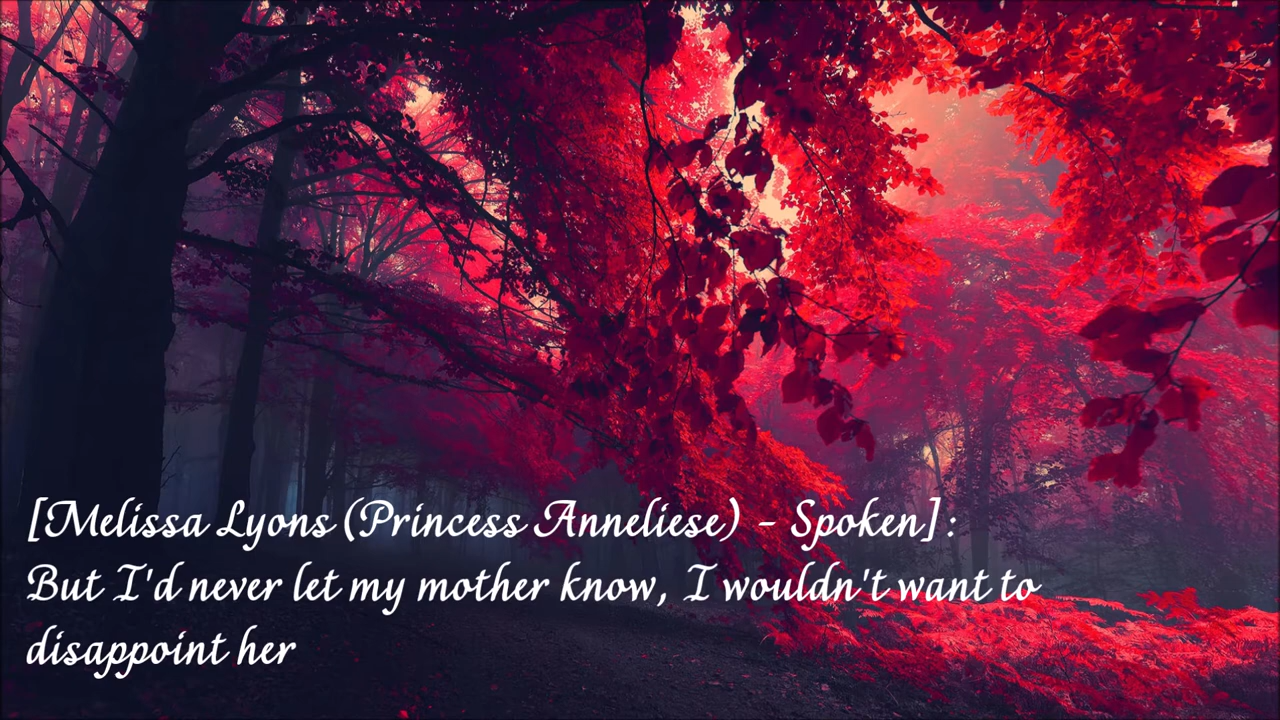 [Melissa Lyons (Princess Anneliese) - Spoken]:
But I'd never let my mother know, I wouldn't want to
disappoint her